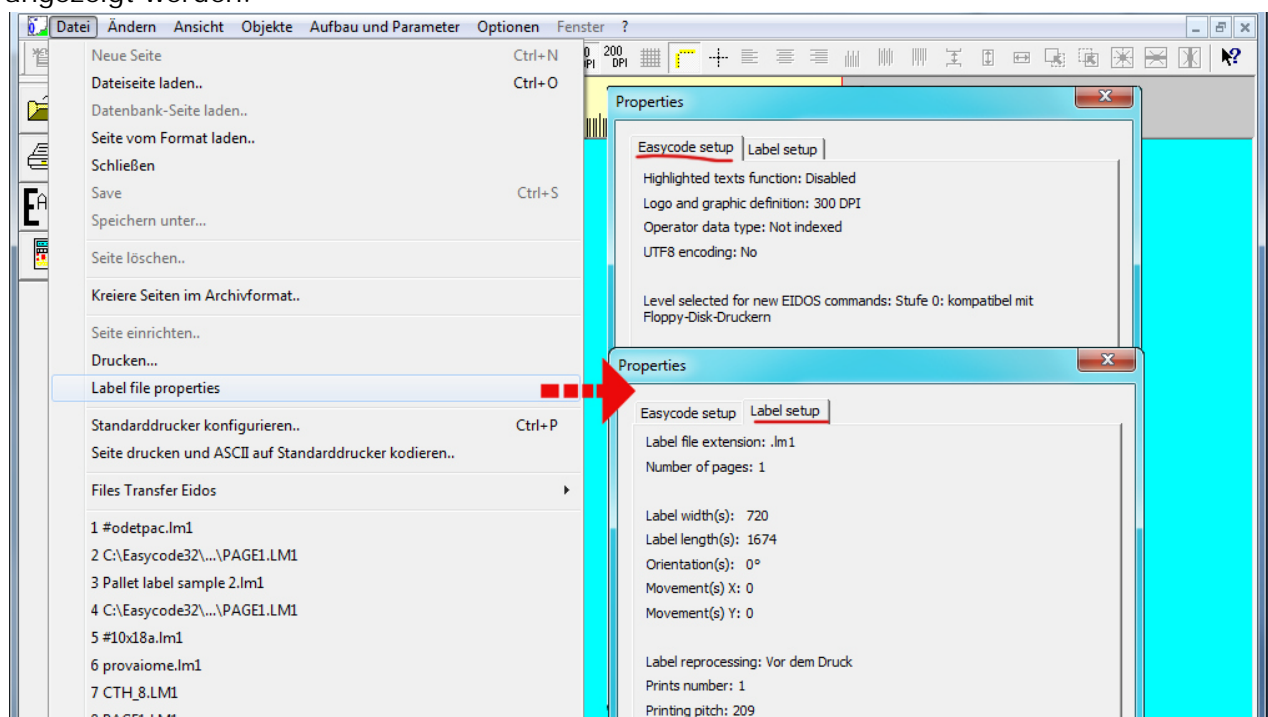 angezeigt werden.
Datei Ändern Ansicht Objekte Aufbau und Parameter Optionen Fenster ?
200
DPI
Neue Seite Ctrl+N
Dateiseite laden.. Ctrl+O
Datenbank-Seite laden..
Seite vom Format laden..
Schließen
Save Ctrl+S
Speichern unter...
Seite löschen..
Kreiere Seiten im Archivformat..
Seite einrichten..
Drucken...
Label file properties
Standarddrucker konfigurieren.. Ctrl+P
Seite drucken und ASCII auf Standarddrucker kodieren..
Files Transfer Eidos
1 #odetpac.lm1
2 C:\Easycode32\...\PAGE1.LM1
3 Pallet label sample 2.lm1
4 C:\Easycode32\...\PAGE1.LM1
5 #10x18a.lm1
6 provaiome.lm1
7 CTH_8.LM1
Properties
Easycode setup Label setup
Highlighted texts function: Disabled
Logo and graphic definition: 300 DPI
Operator data type: Not indexed
UTF8 encoding: No
Level selected for new EIDOS commands: Stufe 0: kompatibel mit
Floppy-Disk-Druckern
Properties
Easycode setup Label setup
Label file extension: .lm1
Number of pages: 1
Label width(s): 720
Label length(s): 1674
Orientation(s): 0°
Movement(s) X: 0
Movement(s) Y: 0
Label reprocessing: Vor dem Druck
Prints number: 1
Printing pitch: 209